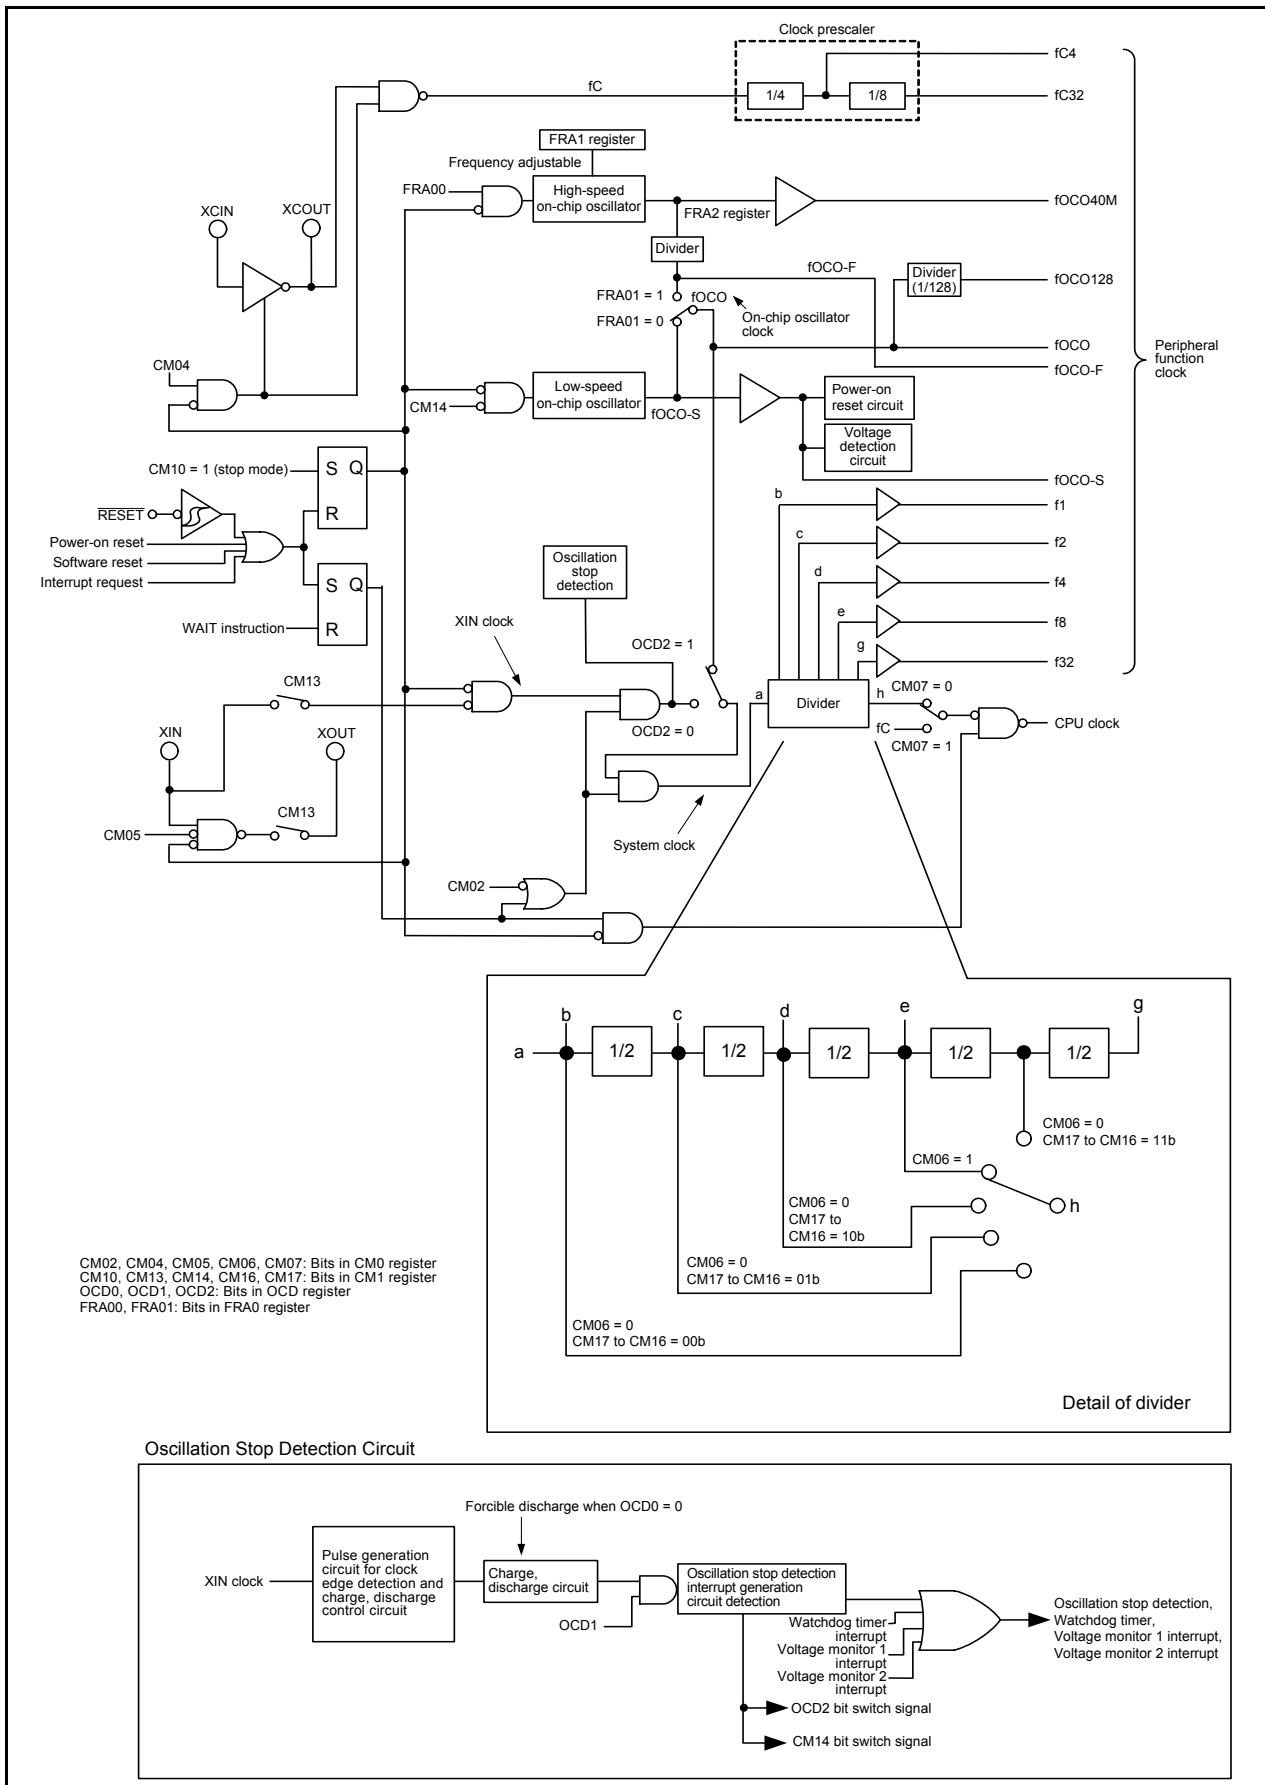 Clock prescaler
fC
1/4
1/8
fC4
fC32
FRA1 register
Frequency adjustable
FRA00
High-speed
on-chip oscillator
FRA2 register
fOCO40M
XCIN
XCOUT
Divider
fOCO-F
Divider
(1/128)
fOCO128
FRA01 = 1
fOCO
FRA01 = 0
On-chip oscillator
clock
fOCO
fOCO-F
Peripheral
function
clock
CM04
CM14
Low-speed
on-chip oscillator
fOCO-S
Power-on
reset circuit
Voltage
detection
circuit
fOCO-S
CM10 = 1 (stop mode)
S Q
R
RESET
Power-on reset
Software reset
Interrupt request
S Q
R
WAIT instruction
b
f1
c
f2
d
f4
e
f8
g
f32
Oscillation
stop
detection
XIN clock
OCD2 = 1
OCD2 = 0
a
Divider
h
CM07 = 0
fC
CM07 = 1
CPU clock
CM13
XIN
XOUT
CM13
CM05
System clock
CM02
a
b
1/2
c
1/2
d
1/2
e
1/2
1/2
g
CM06 = 0
CM17 to CM16 = 11b
CM06 = 1
h
CM06 = 0
CM17 to
CM16 = 10b
CM06 = 0
CM17 to CM16 = 01b
CM06 = 0
CM17 to CM16 = 00b
Detail of divider
CM02, CM04, CM05, CM06, CM07: Bits in CM0 register
CM10, CM13, CM14, CM16, CM17: Bits in CM1 register
OCD0, OCD1, OCD2: Bits in OCD register
FRA00, FRA01: Bits in FRA0 register
Oscillation Stop Detection Circuit
Forcible discharge when OCD0 = 0
XIN clock
Pulse generation
circuit for clock
edge detection and
charge, discharge
control circuit
Charge,
discharge circuit
OCD1
Oscillation stop detection
interrupt generation
circuit detection
Watchdog timer
interrupt
Voltage monitor 1
interrupt
Voltage monitor 2
interrupt
Oscillation stop detection,
Watchdog timer,
Voltage monitor 1 interrupt,
Voltage monitor 2 interrupt
OCD2 bit switch signal
CM14 bit switch signal